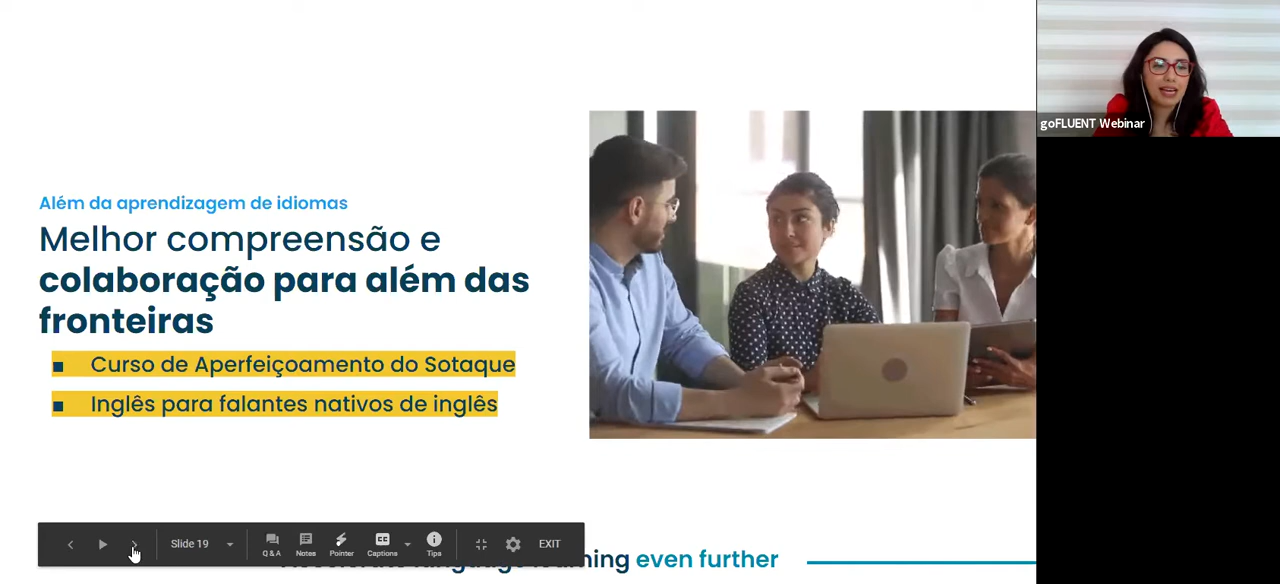 Além da aprendizagem de idiomas
Melhor compreensão e
colaboração para além das
fronteiras
Curso de Aperfeiçoamento do Sotaque
Inglês para falantes nativos de inglês
goFLUENT Webinar
Slide 19
Q & A
Notes
Pointer
Captions
Tips
EXIT
even further